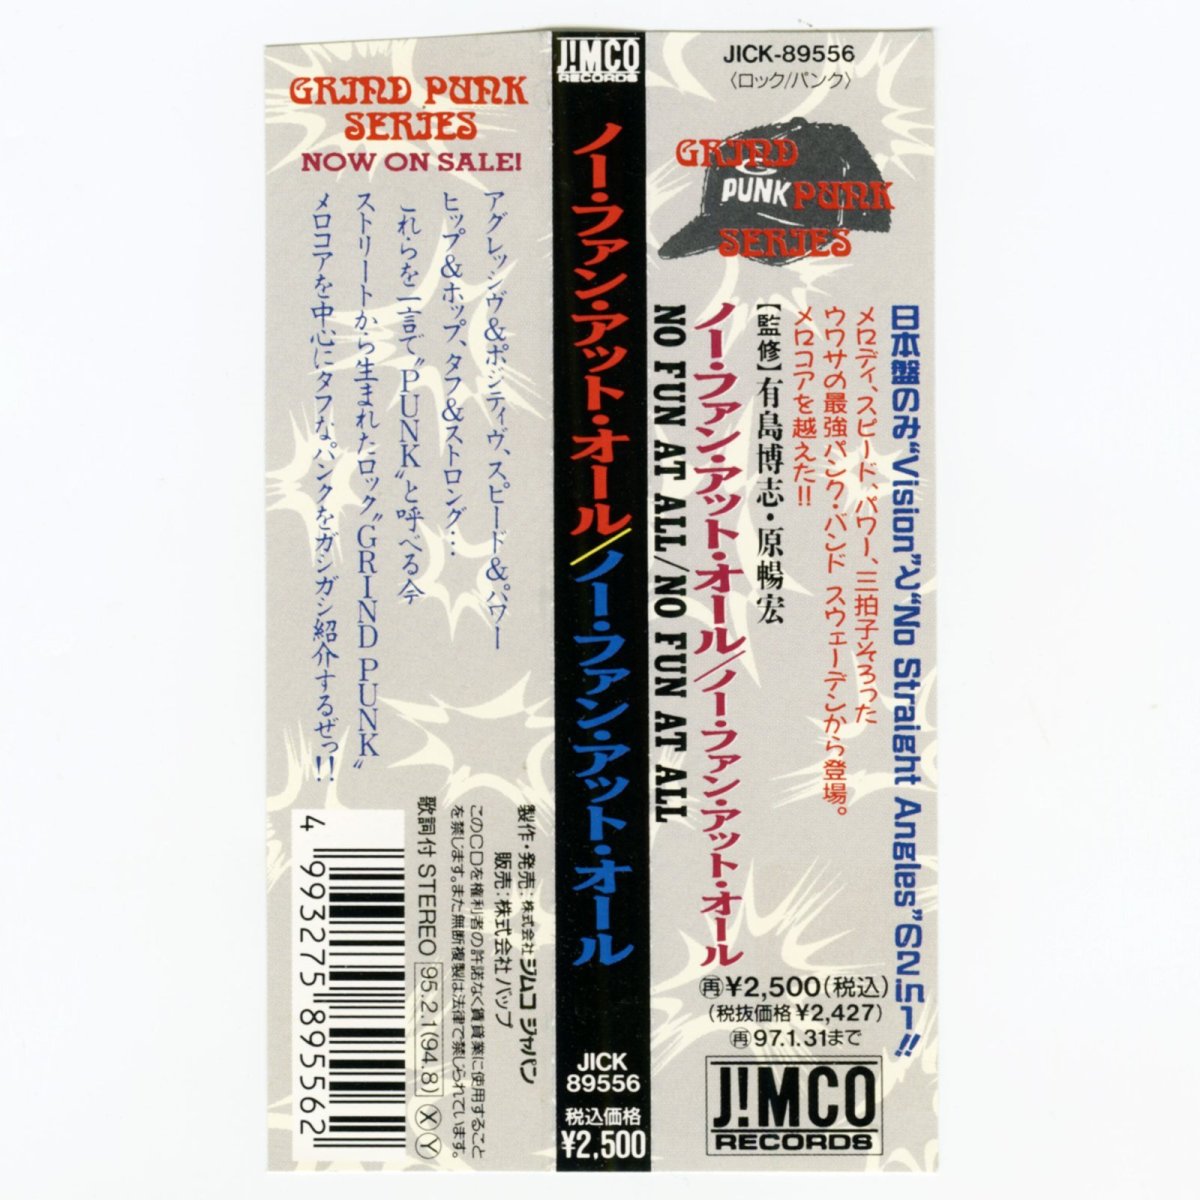 GRIND PUNK
SERIES
NOW ON SALE!
アグレッシヴ&ポジティヴ、スピード&パワー
ヒップ&ホップ、タフ&ストロング…
これらを一言で"PUNK"と呼べる今
ストリートから生まれたロック"GRIND PUNK"
メロコアを中心にタフなパンクをガシガシ紹介するぜっ!!
製作・発売:株式会社ジムコ ジャパン
販売:株式会社バップ
このCDを権利者の許諾なく賃貸業に使用すること
を禁じます。また無断複製は法律で禁じられています。
歌詞付 STEREO 95.2.1(94.8) X Y
4 993275 895562
J!MCO
RECORDS
ノー・ファン・アット・オール/ノー・ファン・アット・オール
JICK
89556
税込価格
¥2,500
JICK-89556
〈ロック/パンク〉
GRIND
PUNK PUNK
SERIES
日本盤のみ"Vision"と"No Straight Angles"の2in1!!
メロディ、スピード、パワー、三拍子そろった
ウワサの最強パンク・バンド スウェーデンから登場。
メロコアを越えた!!
【監修】有島博志・原暢宏
ノー・ファン・アット・オール/ノー・ファン・アット・オール
NO FUN AT ALL/NO FUN AT ALL
再¥2,500(税込)
(税抜価格¥2,427)
再97.1.31まで
J!MCO
RECORDS